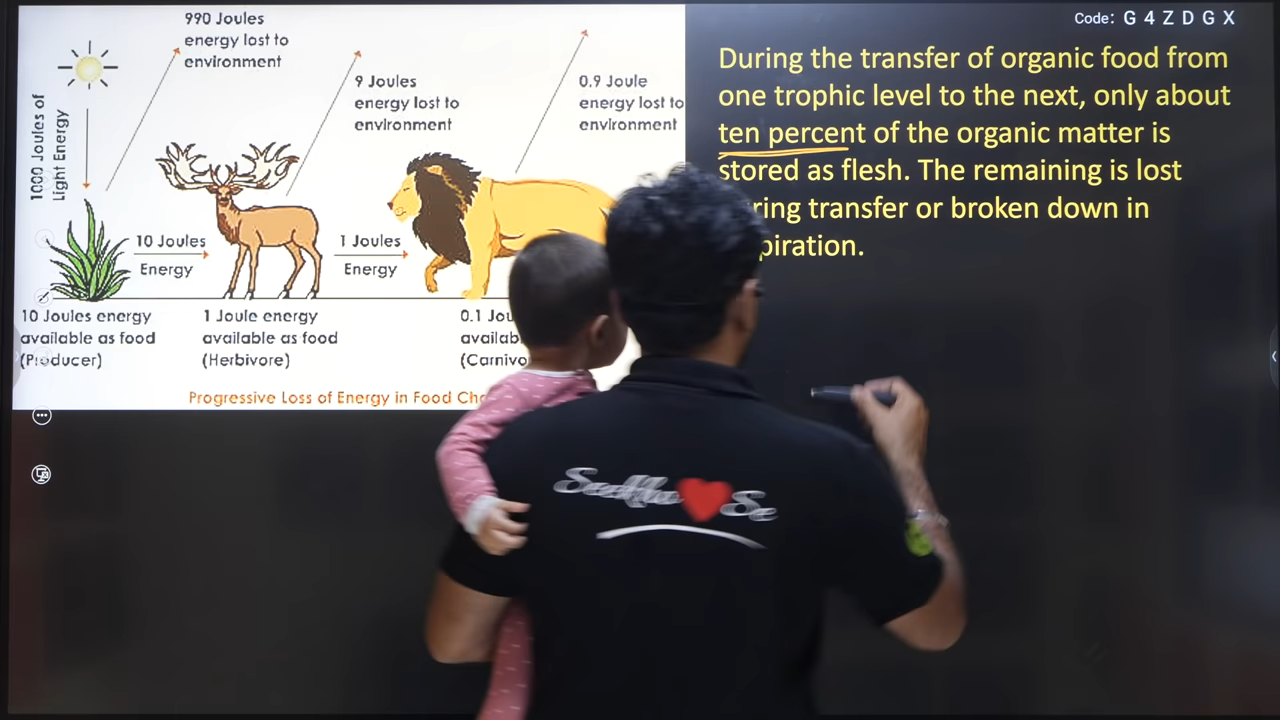 Code: G 4 Z D G X
990 Joules
energy lost to
environment
9 Joules
energy lost to
environment
0.9 Joule
energy lost to
environment
1000 Joules of
Light Energy
10 Joules
Energy
1 Joules
Energy
10 Joules energy
available as food
(Producer)
1 Joule energy
available as food
(Herbivore)
0.1
Progressive Loss of Energy in Food
During the transfer of organic food from
one trophic level to the next, only about
ten percent of the organic matter is
stored as flesh. The remaining is lost
transfer or broken down in